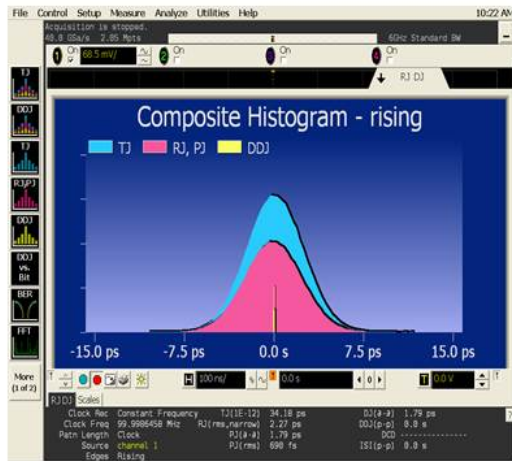 File Control Setup Measure Analyze Utilities Help 10:22 AM
Acquisition is stopped.
40.0 GSa/s 2.05 Mpts
6GHz Standard BW
1 On 68.5 mV/ 2 On 3 On 4 On
RJ DJ
TJ
DDJ
TJ
RJ,PJ
DDJ
DDJ
vs.
Bit
BER
FFT
More
(1 of 2)
Composite Histogram - rising
TJ RJ, PJ DDJ
-15.0 ps -7.5 ps 0.0 s 7.5 ps 15.0 ps
H 100 ns/ 0.0 s 0 T 0.0 V
RJDJ Scales
Clock Rec Constant Frequency TJ(1E-12) 34.18 ps DJ(∂-∂) 1.79 ps
Clock Freq 99.9986450 MHz RJ(rms,narrow) 2.27 ps DDJ(p-p) 0.0 s
Patn Length Clock PJ(∂-∂) 1.79 ps DCD --------------
Source channel 1 PJ(rms) 690 fs ISI(p-p) 0.0 s
Edges Rising